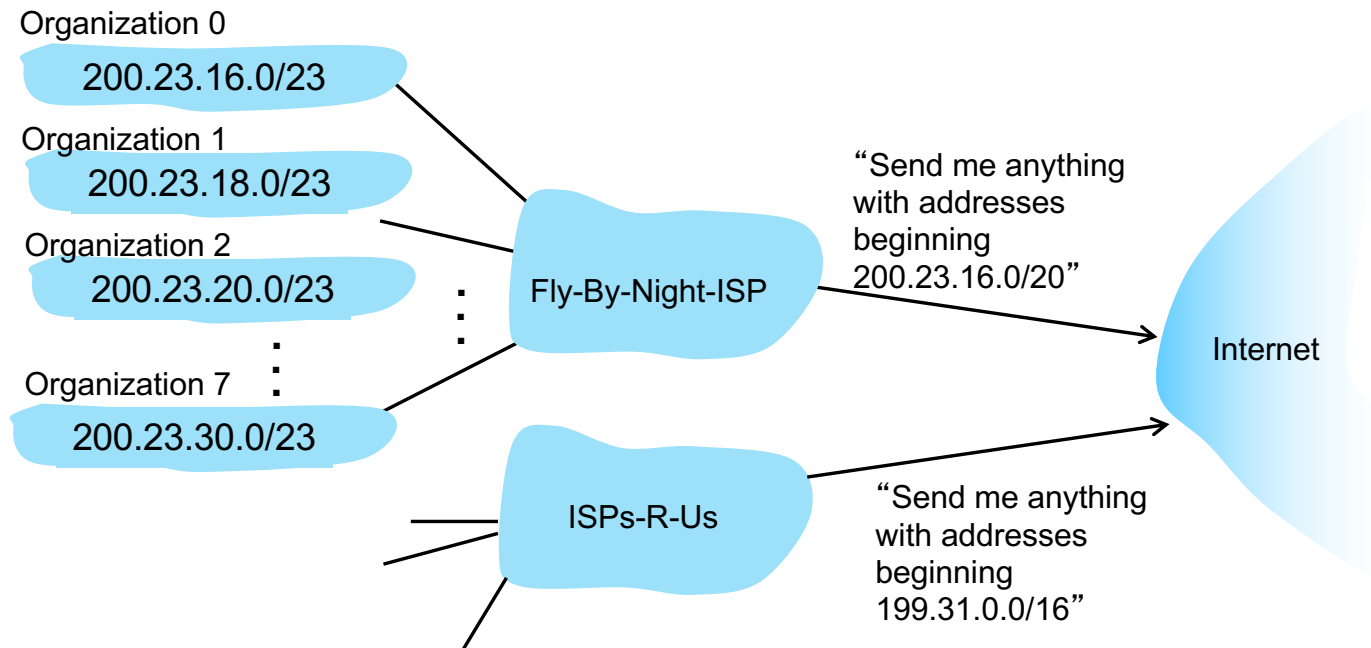 Organization 0
200.23.16.0/23
Organization 1
200.23.18.0/23
Organization 2
200.23.20.0/23
Organization 7
200.23.30.0/23
Fly-By-Night-ISP
ISPs-R-Us
“Send me anything
with addresses
beginning
200.23.16.0/20”
“Send me anything
with addresses
beginning
199.31.0.0/16”
Internet